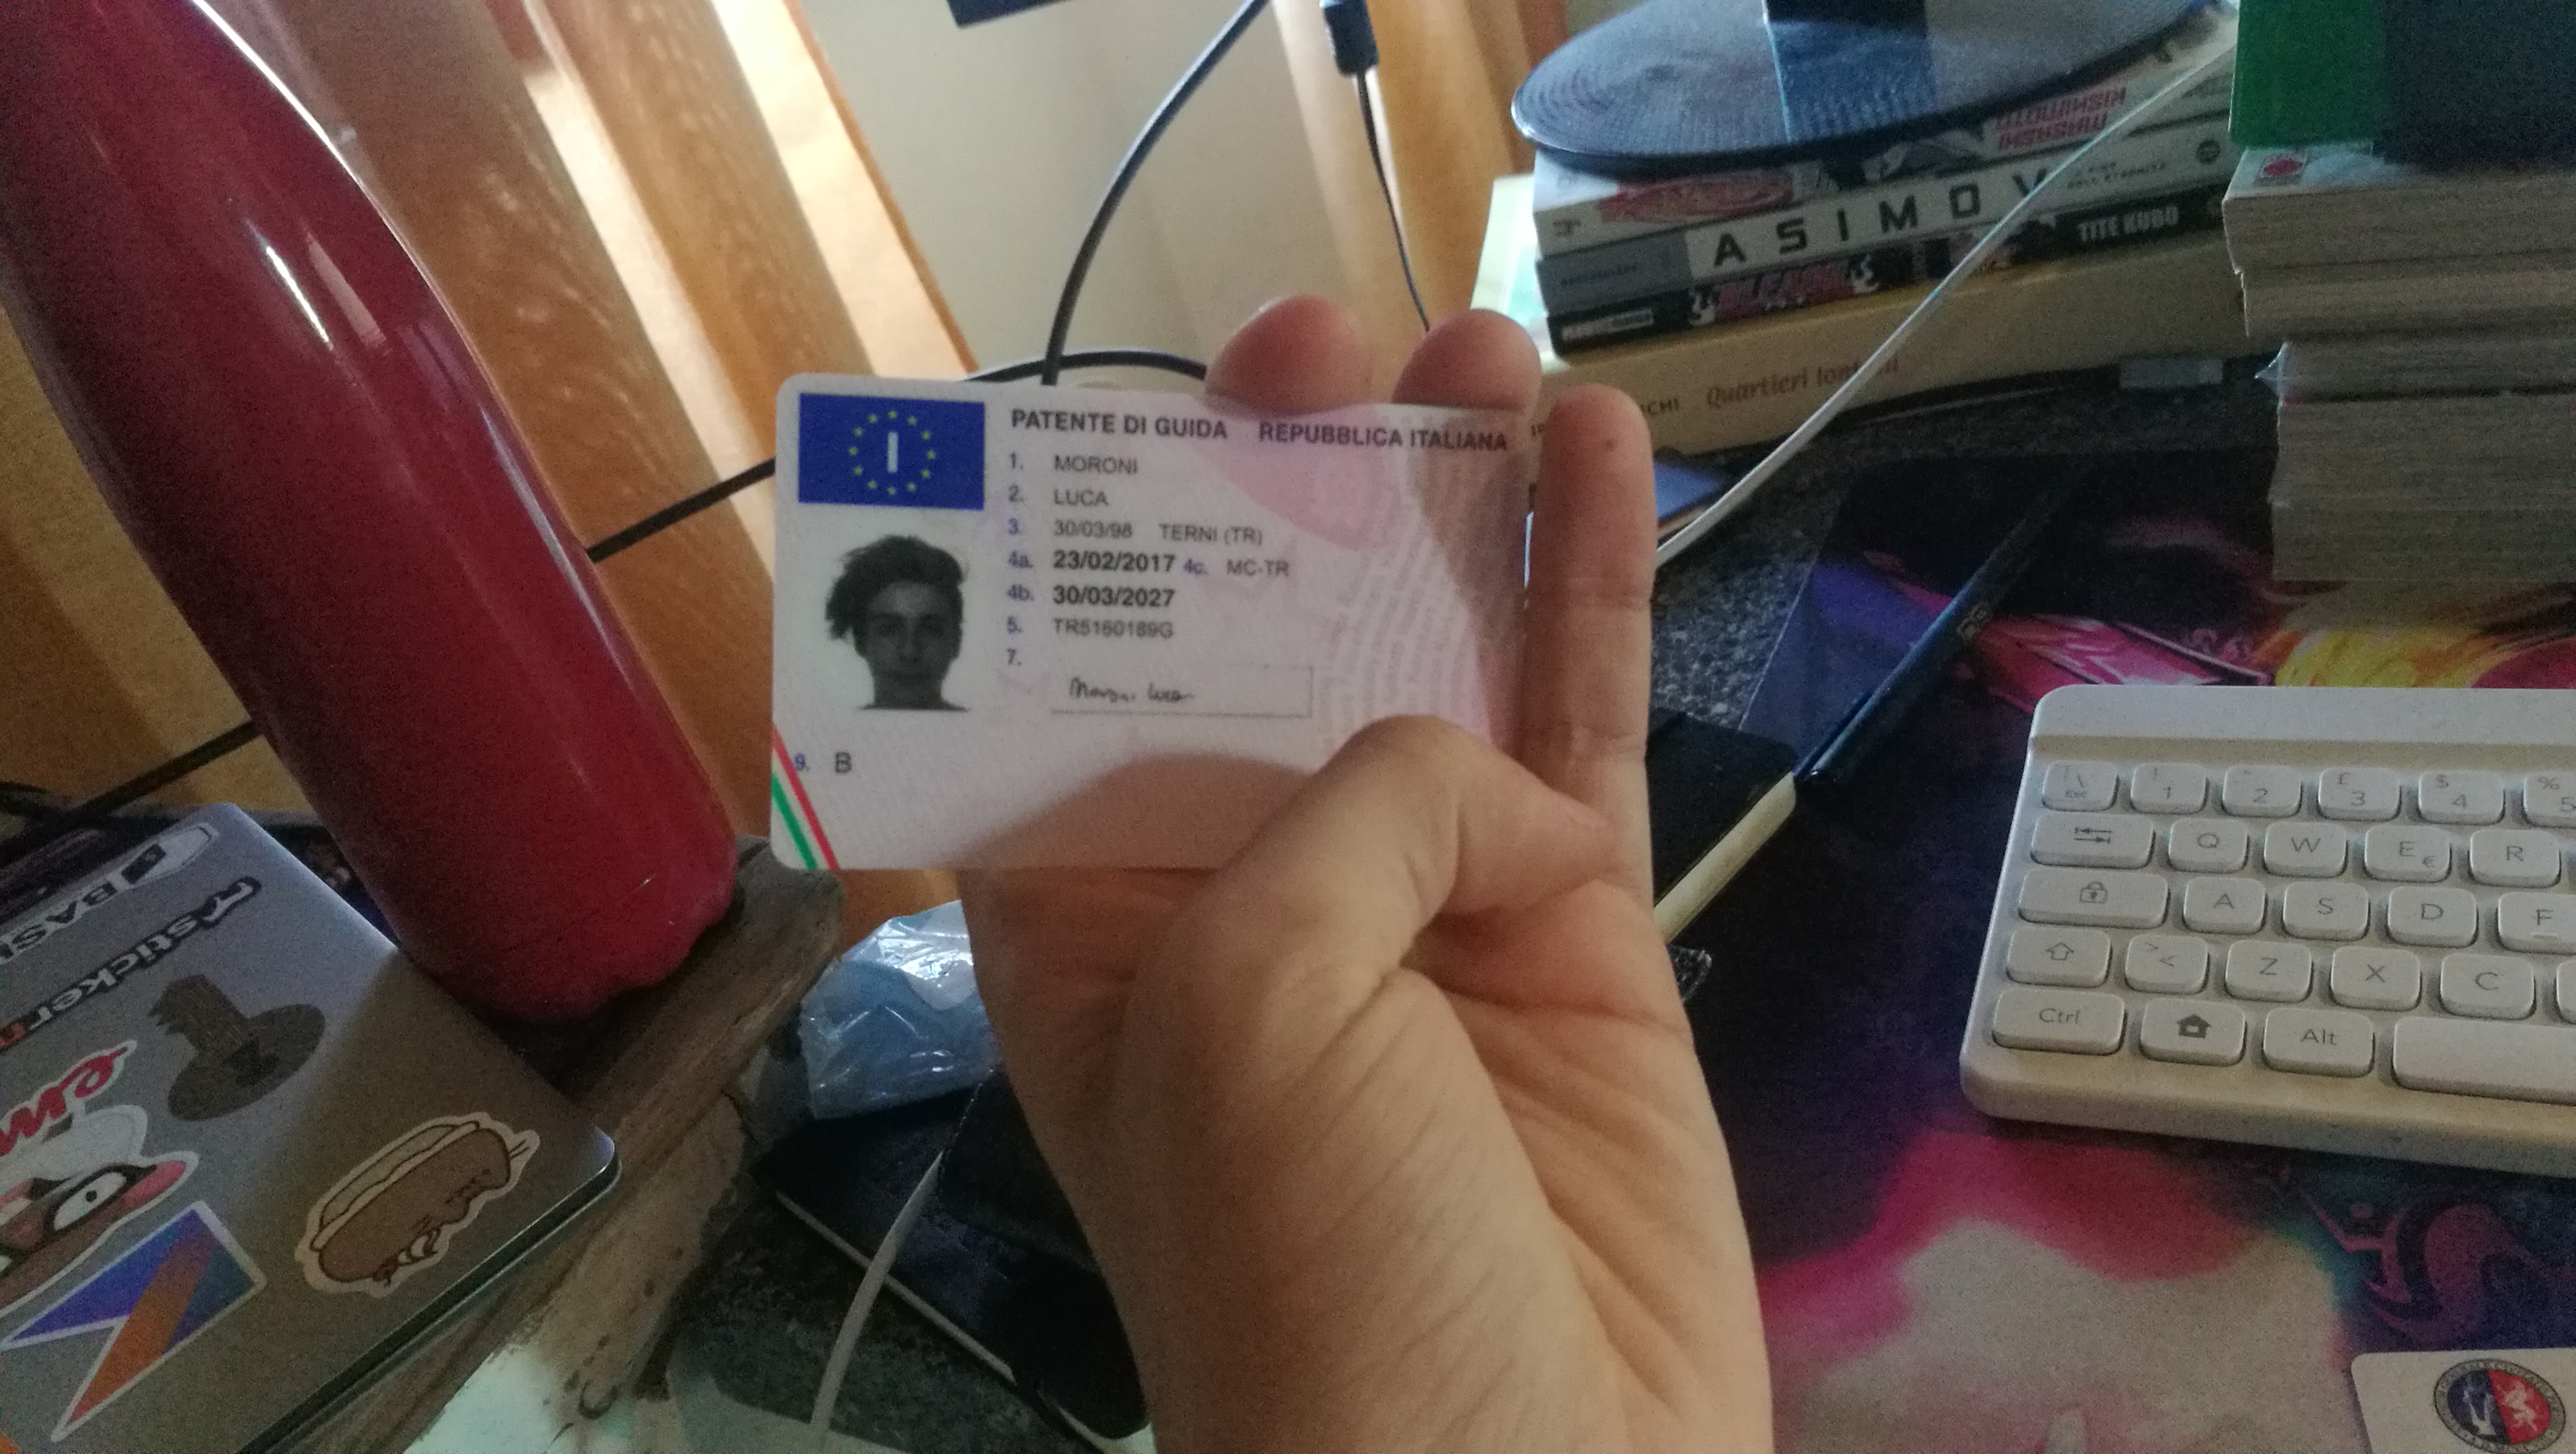 I
PATENTE DI GUIDA REPUBBLICA ITALIANA
1. MORONI
2. LUCA
3. 30/03/98 TERNI (TR)
4a. 23/02/2017 4c. MC-TR
4b. 30/03/2027
5. TR5160189G
7. Moroni Luca
9. B
MASASHI
KISHIMOTO
ASIMOV
DELL'ETERNITÀ
BLEACH TITE KUBO
Quartieri lontani
BASH
£ $ %
ESC 1 2 3 4 5
Q W E € R
A S D F
> < Z X C
Ctrl Alt